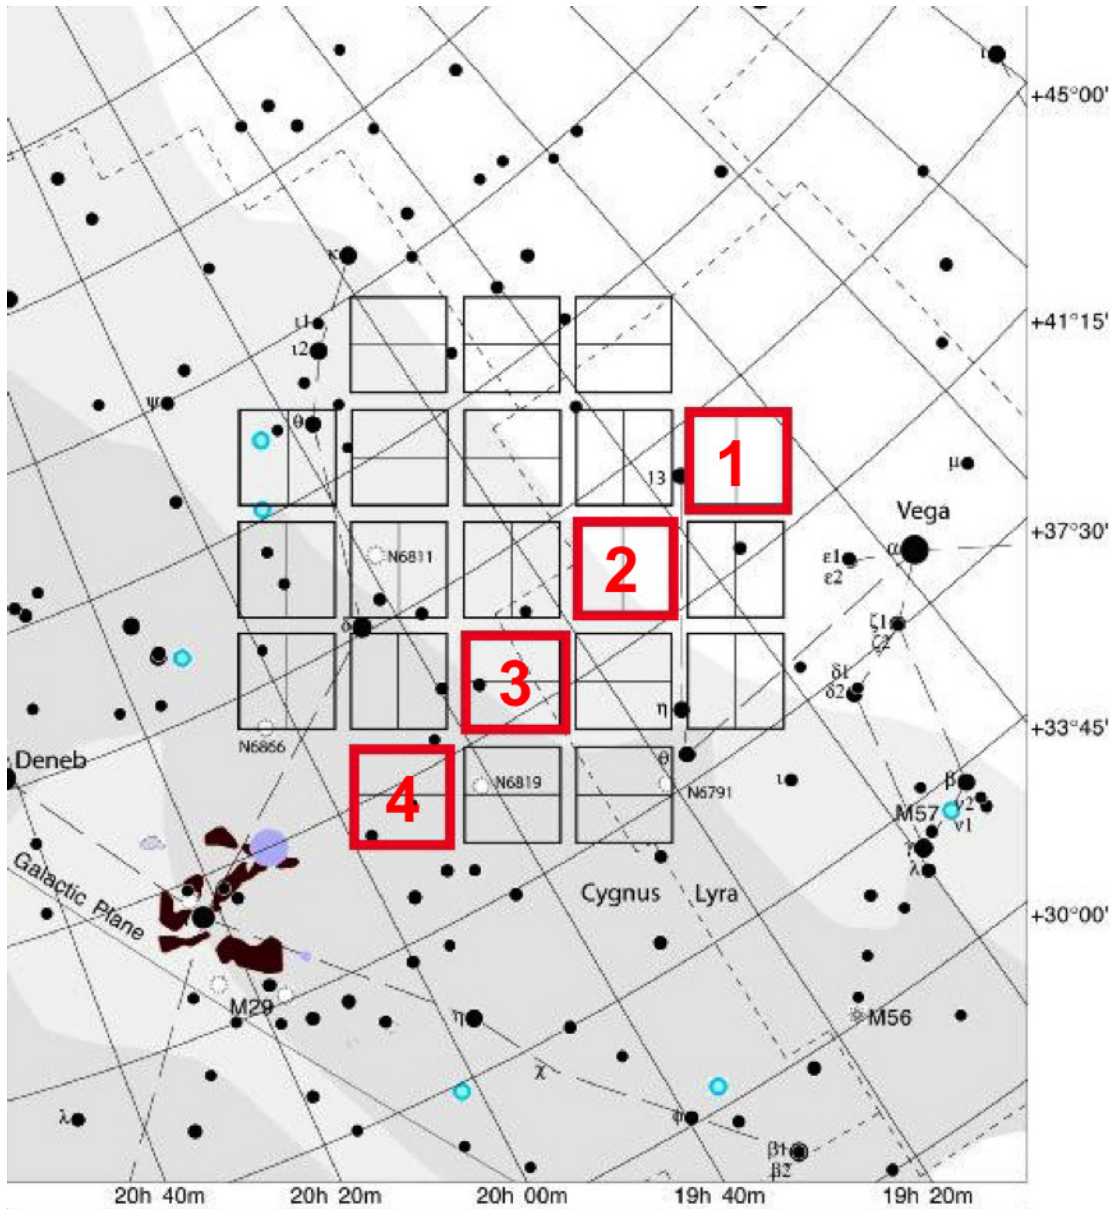 ι
+45°00'
κ
+41°15'
ι1
ι2
ψ
θ
1
13
μ
Vega
+37°30'
α
2
ε1
ε2
N6811
δ
ζ1
ζ2
3
δ1
δ2
η
+33°45'
N6866
Deneb
θ
4
N6819
N6791
ι
β
ν2
M57
ν1
γ
λ
Galactic Plane
Cygnus
Lyra
+30°00'
M29
η
M56
χ
λ
φ
β1
β2
20h 40m
20h 20m
20h 00m
19h 40m
19h 20m